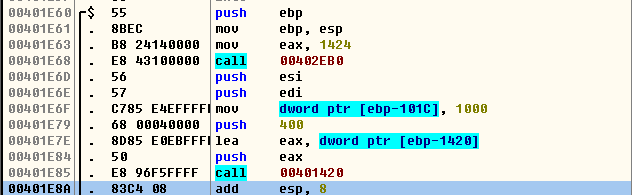 00401E60 $ 55 push ebp
00401E61 . 8BEC mov ebp, esp
00401E63 . B8 24140000 mov eax, 1424
00401E68 . E8 43100000 call 00402EB0
00401E6D . 56 push esi
00401E6E . 57 push edi
00401E6F . C785 E4EFFFFF mov dword ptr [ebp-101C], 1000
00401E79 . 68 00040000 push 400
00401E7E . 8D85 E0EBFFFF lea eax, dword ptr [ebp-1420]
00401E84 . 50 push eax
00401E85 . E8 96F5FFFF call 00401420
00401E8A . 83C4 08 add esp, 8